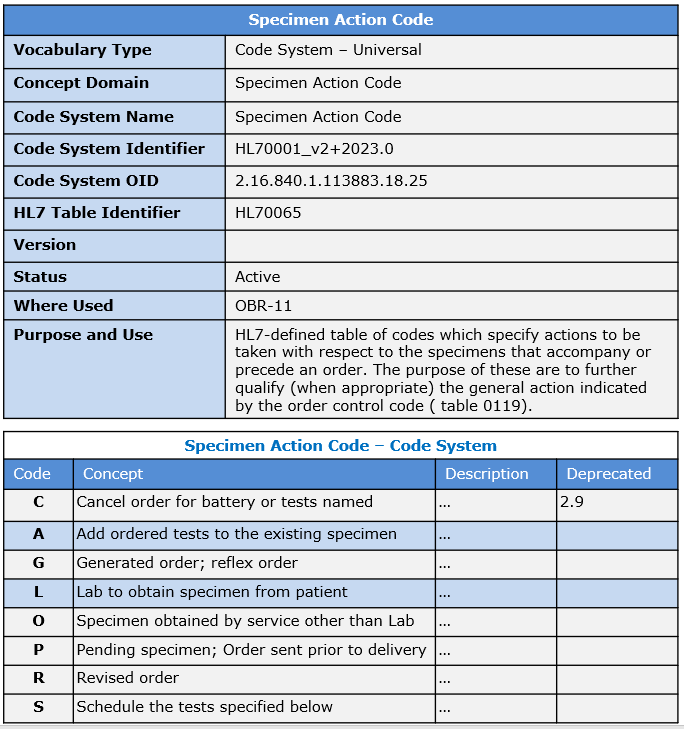 Specimen Action Code
Vocabulary Type Code System – Universal
Concept Domain Specimen Action Code
Code System Name Specimen Action Code
Code System Identifier HL70001_v2+2023.0
Code System OID 2.16.840.1.113883.18.25
HL7 Table Identifier HL70065
Version
Status Active
Where Used OBR-11
Purpose and Use HL7-defined table of codes which specify actions to be
taken with respect to the specimens that accompany or
precede an order. The purpose of these are to further
qualify (when appropriate) the general action indicated
by the order control code ( table 0119).
Specimen Action Code – Code System
Code Concept Description Deprecated
C Cancel order for battery or tests named ... 2.9
A Add ordered tests to the existing specimen ...
G Generated order; reflex order ...
L Lab to obtain specimen from patient ...
O Specimen obtained by service other than Lab ...
P Pending specimen; Order sent prior to delivery ...
R Revised order ...
S Schedule the tests specified below ...